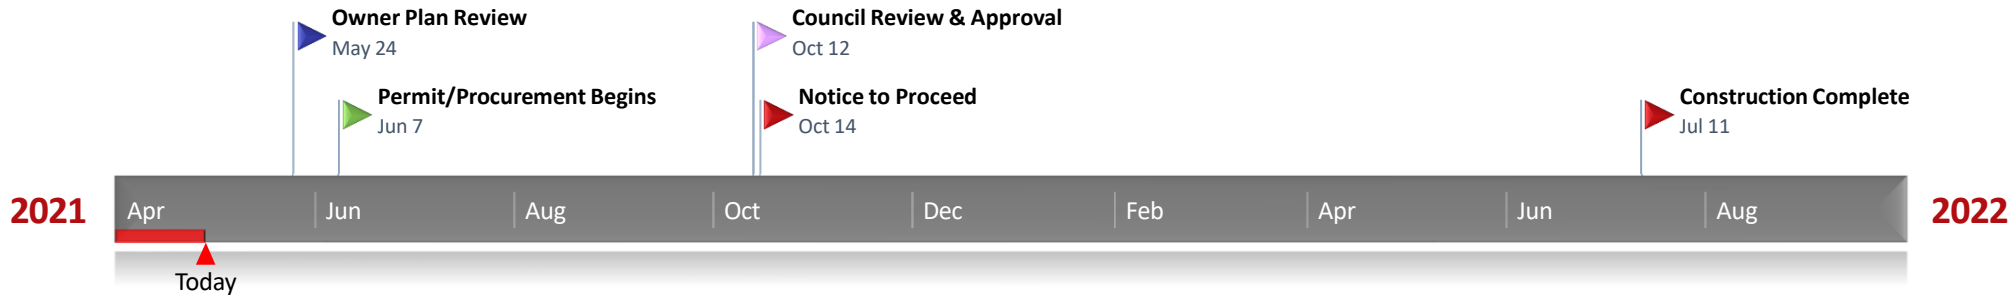 Owner Plan Review
May 24
Council Review & Approval
Oct 12
Permit/Procurement Begins
Jun 7
Notice to Proceed
Oct 14
Construction Complete
Jul 11
2021 Apr Jun Aug Oct Dec Feb Apr Jun Aug 2022
Today